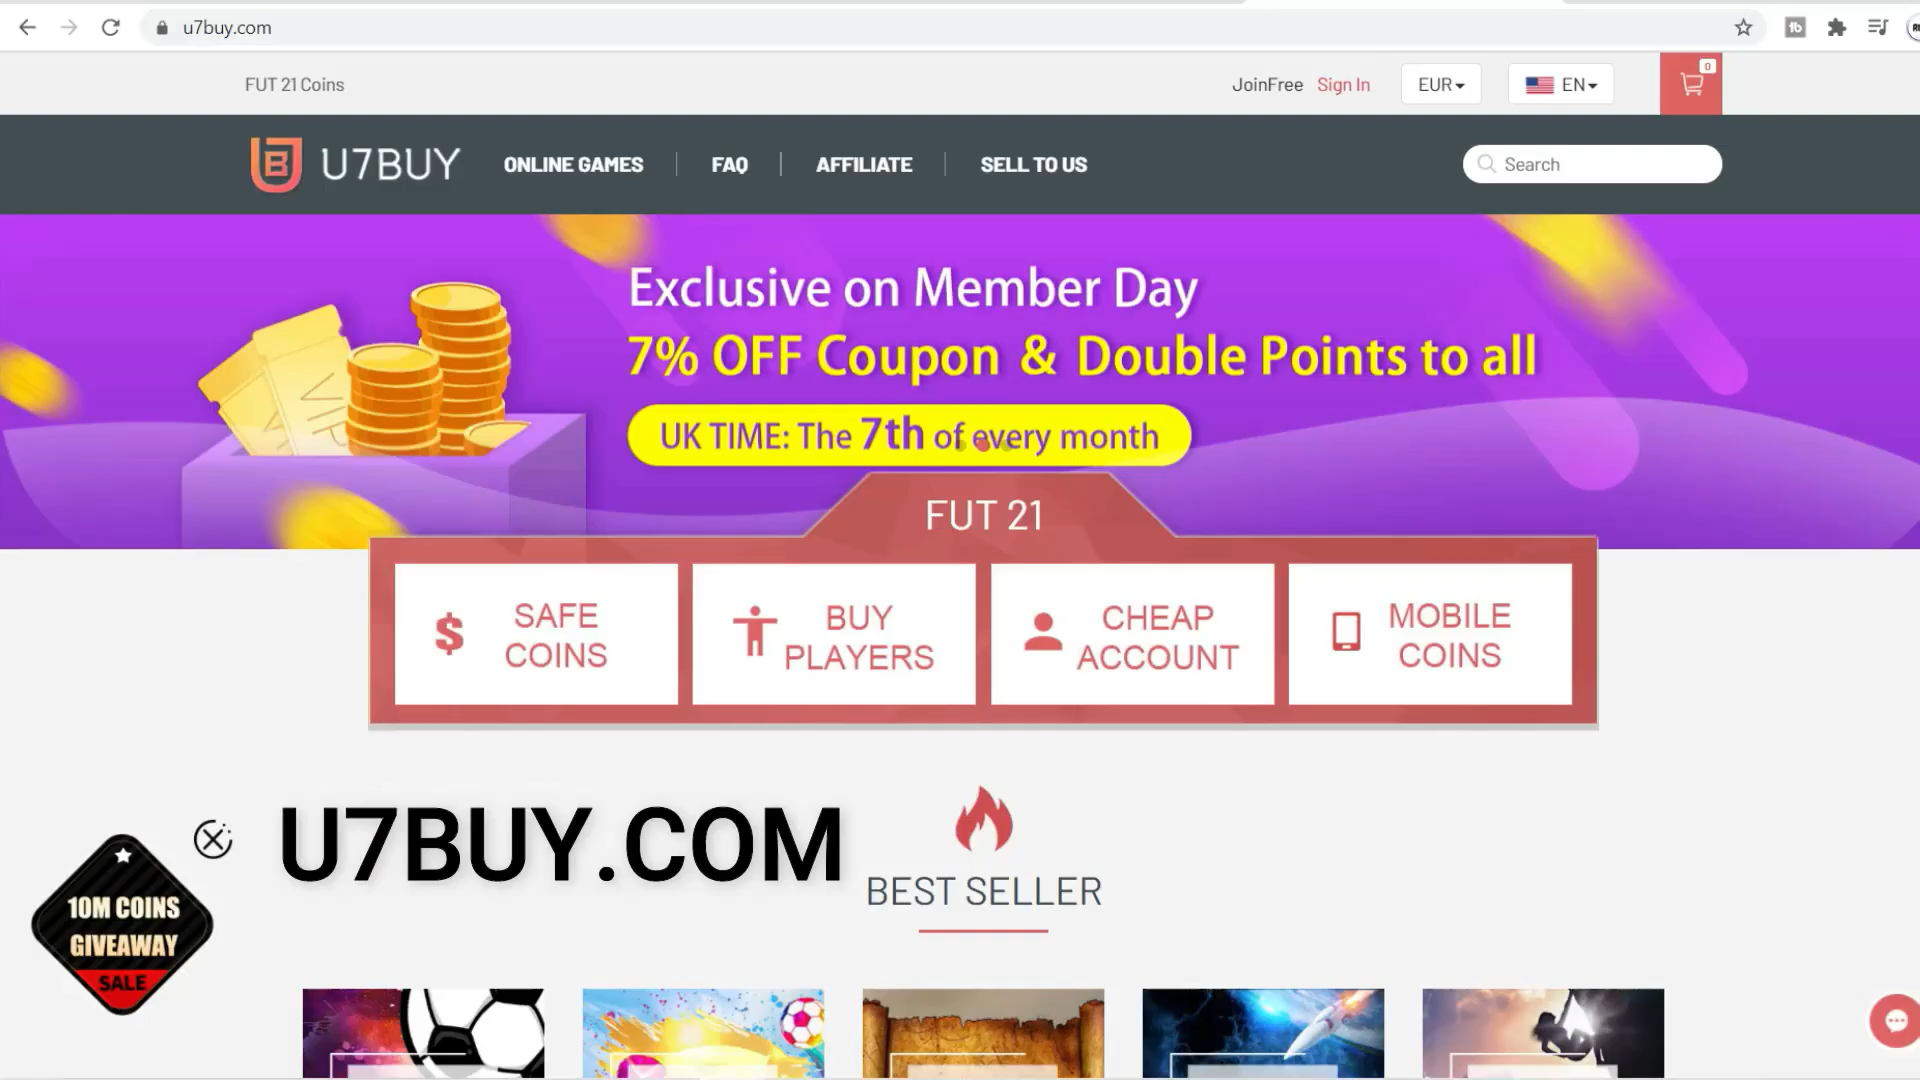 u7buy.com
FUT 21 Coins
JoinFree Sign In EUR EN 0
U7BUY ONLINE GAMES FAQ AFFILIATE SELL TO US Search
Exclusive on Member Day
7% OFF Coupon & Double Points to all
UK TIME: The 7th of every month
FUT 21
SAFE
COINS
BUY
PLAYERS
CHEAP
ACCOUNT
MOBILE
COINS
U7BUY.COM
BEST SELLER
10M COINS
GIVEAWAY
SALE